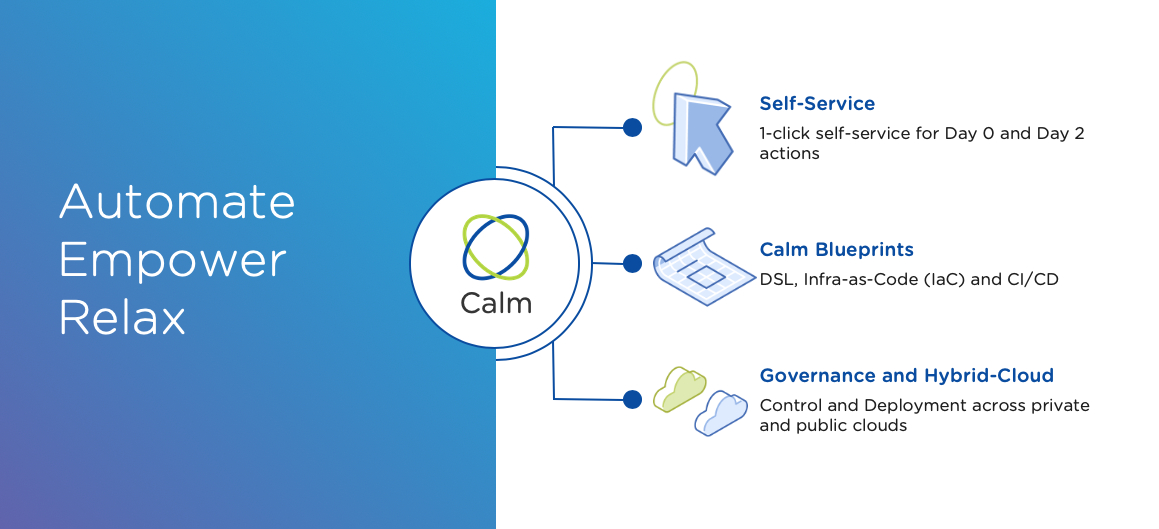 Automate
Empower
Relax
Calm
Self-Service
1-click self-service for Day 0 and Day 2
actions
Calm Blueprints
DSL, Infra-as-Code (IaC) and CI/CD
Governance and Hybrid-Cloud
Control and Deployment across private
and public clouds